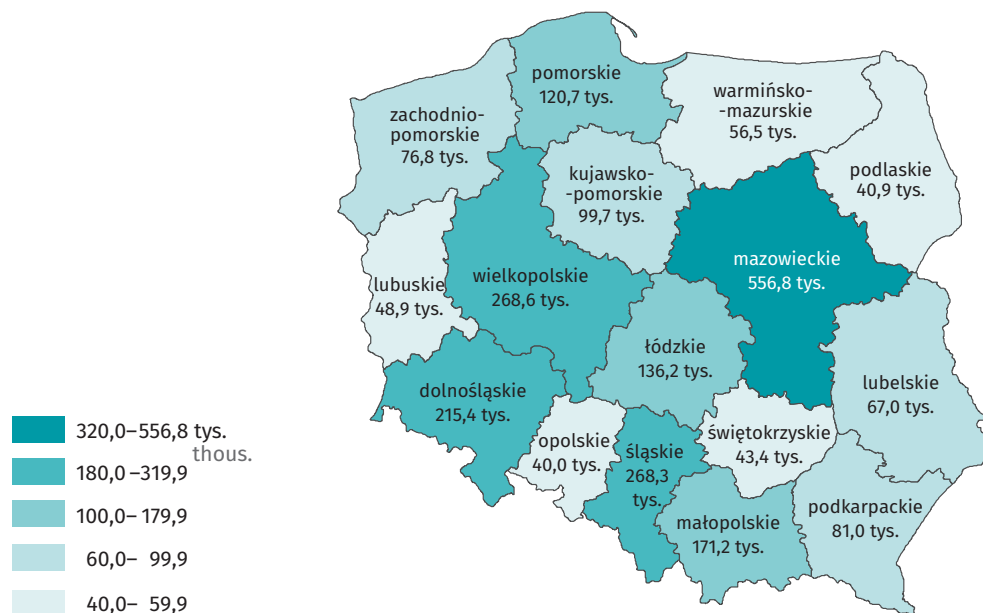 pomorskie
120,7 tys.
warmińsko-
-mazurskie
56,5 tys.
zachodnio-
pomorskie
76,8 tys.
podlaskie
40,9 tys.
kujawsko-
-pomorskie
99,7 tys.
mazowieckie
556,8 tys.
wielkopolskie
268,6 tys.
lubuskie
48,9 tys.
łódzkie
136,2 tys.
lubelskie
67,0 tys.
dolnośląskie
215,4 tys.
opolskie
40,0 tys.
śląskie
268,3
tys.
świętokrzyskie
43,4 tys.
małopolskie
171,2 tys.
podkarpackie
81,0 tys.
320,0–556,8 tys.
thous.
180,0–319,9
100,0–179,9
60,0– 99,9
40,0– 59,9